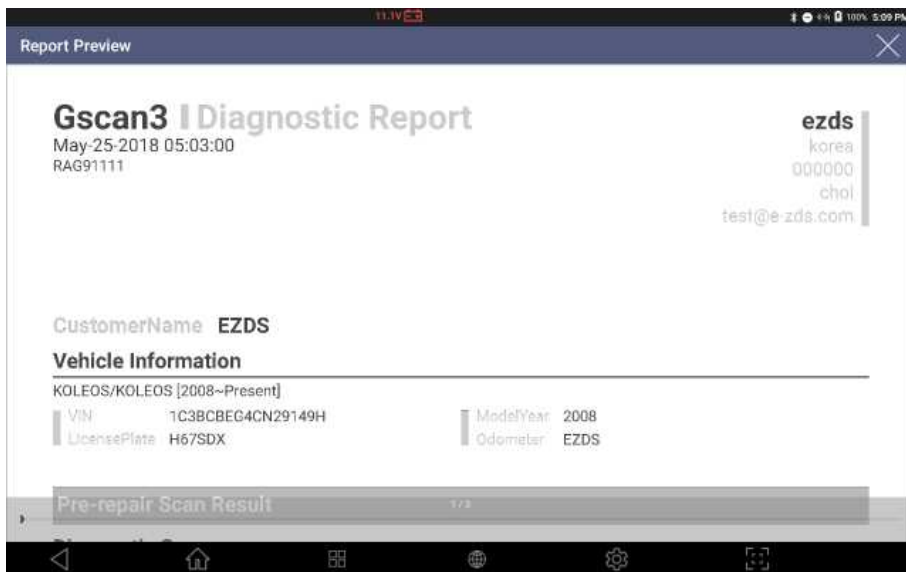 11.1V
100% 5:09 PM
Report Preview
Gscan3 Diagnostic Report
May-25-2018 05:03:00
RAG91111
ezds
korea
000000
choi
test@e-zds.com
CustomerName EZDS
Vehicle Information
KOLEOS/KOLEOS [2008~Present]
VIN 1C3BCBEG4CN29149H
ModelYear 2008
LicensePlate H67SDX
Odometer EZDS
Pre-repair Scan Result
1/3